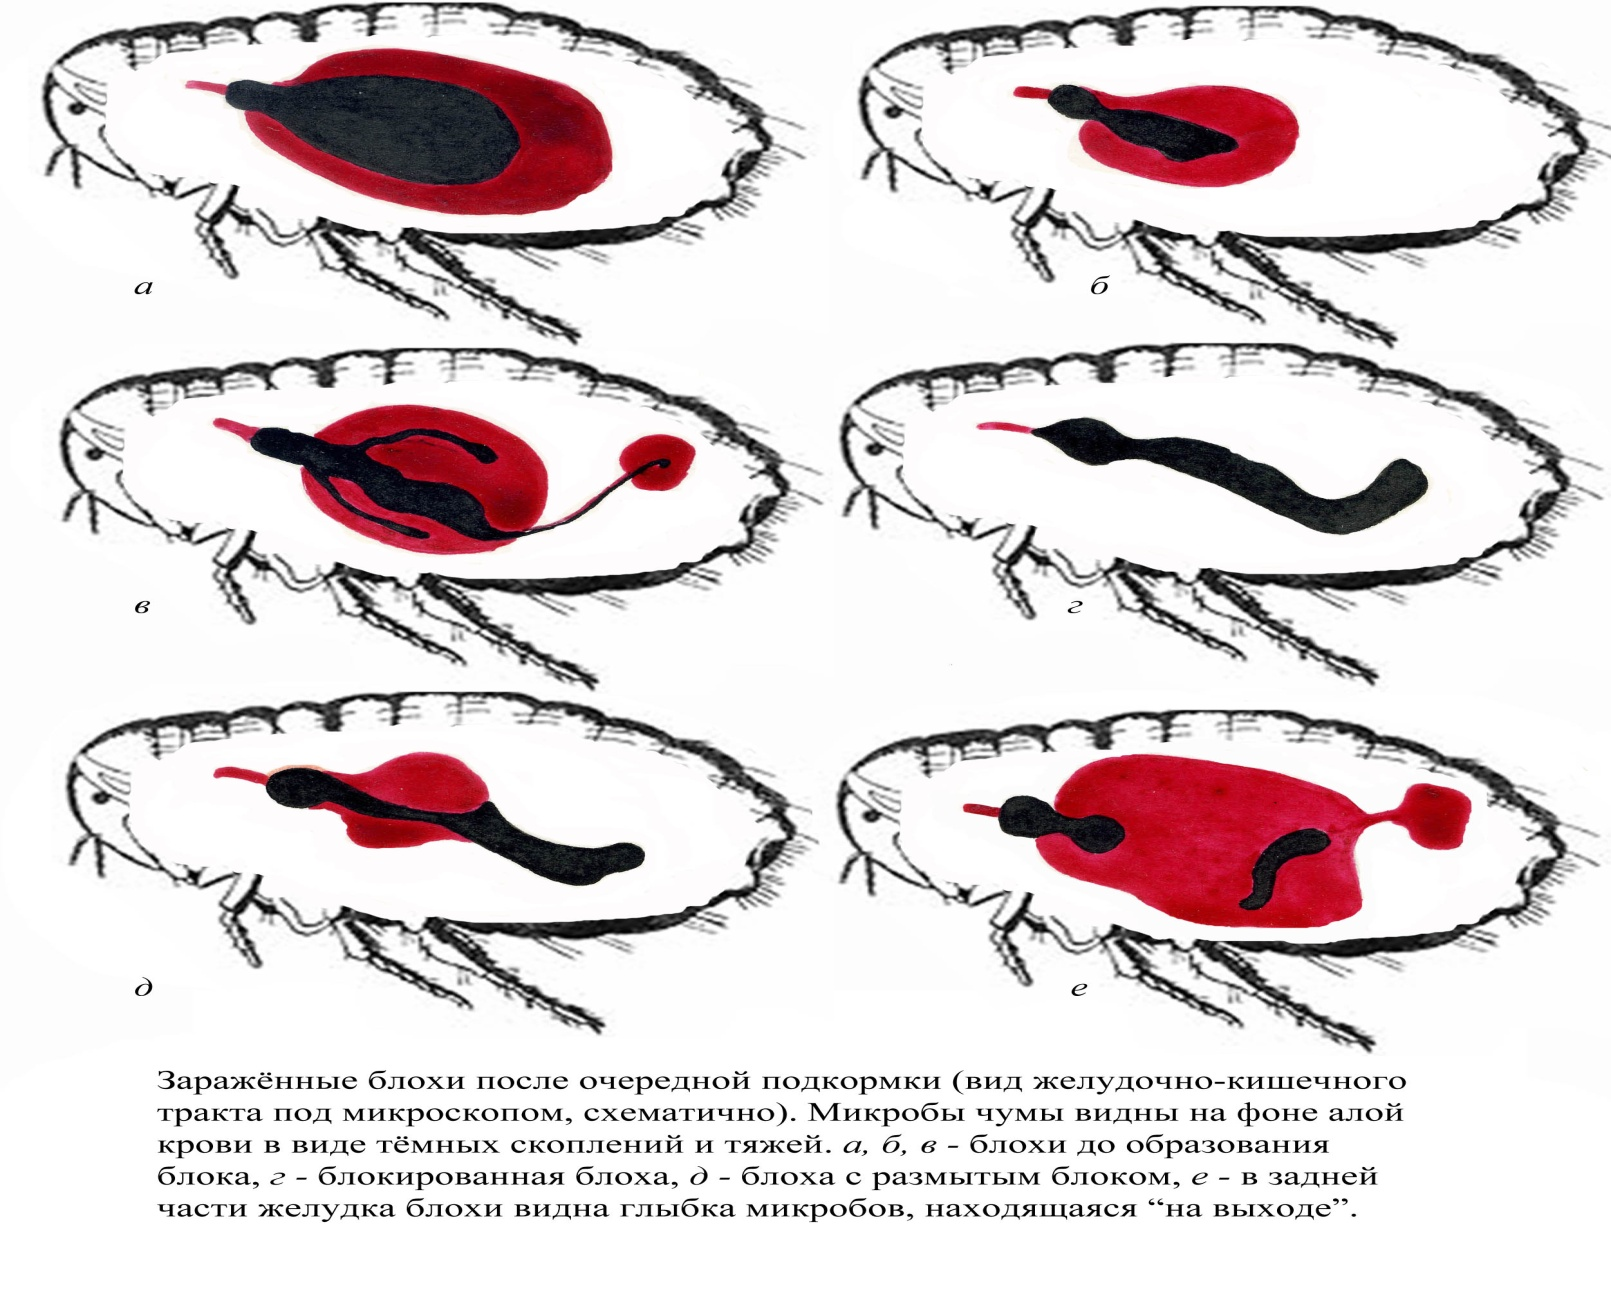 а
б
в
г
д
е
Заражённые блохи после очередной подкормки (вид желудочно-кишечного
тракта под микроскопом, схематично). Микробы чумы видны на фоне алой
крови в виде тёмных скоплений и тяжей. а, б, в - блохи до образования
блока, г - блокированная блоха, д - блоха с размытым блоком, е - в задней
части желудка блохи видна глыбка микробов, находящаяся “на выходе”.